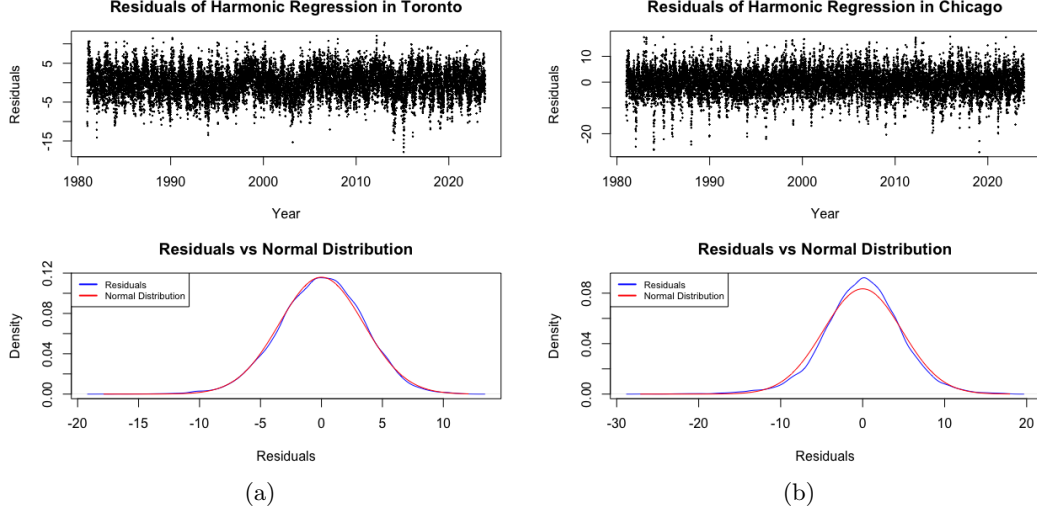 Residuals of Harmonic Regression in Toronto
Residuals
5
-5
-15
1980 1990 2000 2010 2020
Year
Residuals vs Normal Distribution
Residuals
Normal Distribution
Density
0.12
0.08
0.04
0.00
-20 -15 -10 -5 0 5 10
Residuals
(a)
Residuals of Harmonic Regression in Chicago
Residuals
10
0
-20
1980 1990 2000 2010 2020
Year
Residuals vs Normal Distribution
Residuals
Normal Distribution
Density
0.08
0.04
0.00
-30 -20 -10 0 10 20
Residuals
(b)